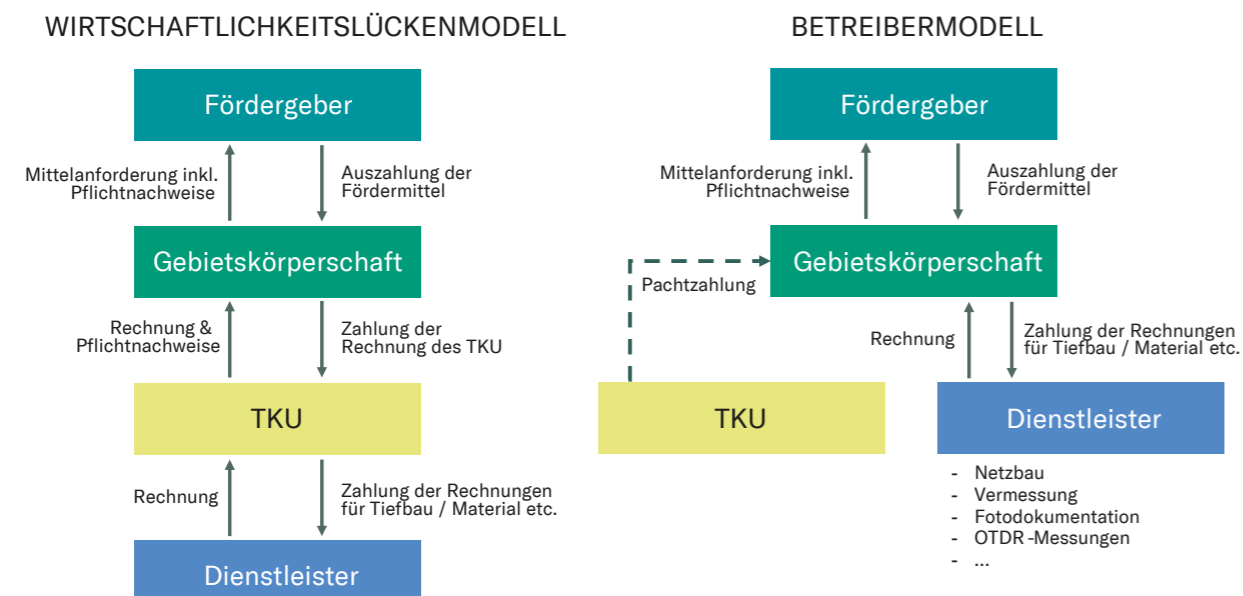 WIRTSCHAFTLICHKEITSLÜCKENMODELL
Fördergeber
Mittelanforderung inkl.
Pflichtnachweise
Auszahlung der
Fördermittel
Gebietskörperschaft
Rechnung &
Pflichtnachweise
Zahlung der
Rechnung des TKU
TKU
Rechnung
Zahlung der Rechnungen
für Tiefbau / Material etc.
Dienstleister
BETREIBERMODELL
Fördergeber
Mittelanforderung inkl.
Pflichtnachweise
Auszahlung der
Fördermittel
Gebietskörperschaft
Pachtzahlung
Rechnung
Zahlung der Rechnungen
für Tiefbau / Material etc.
TKU
Dienstleister
- Netzbau
- Vermessung
- Fotodokumentation
- OTDR -Messungen
- ...